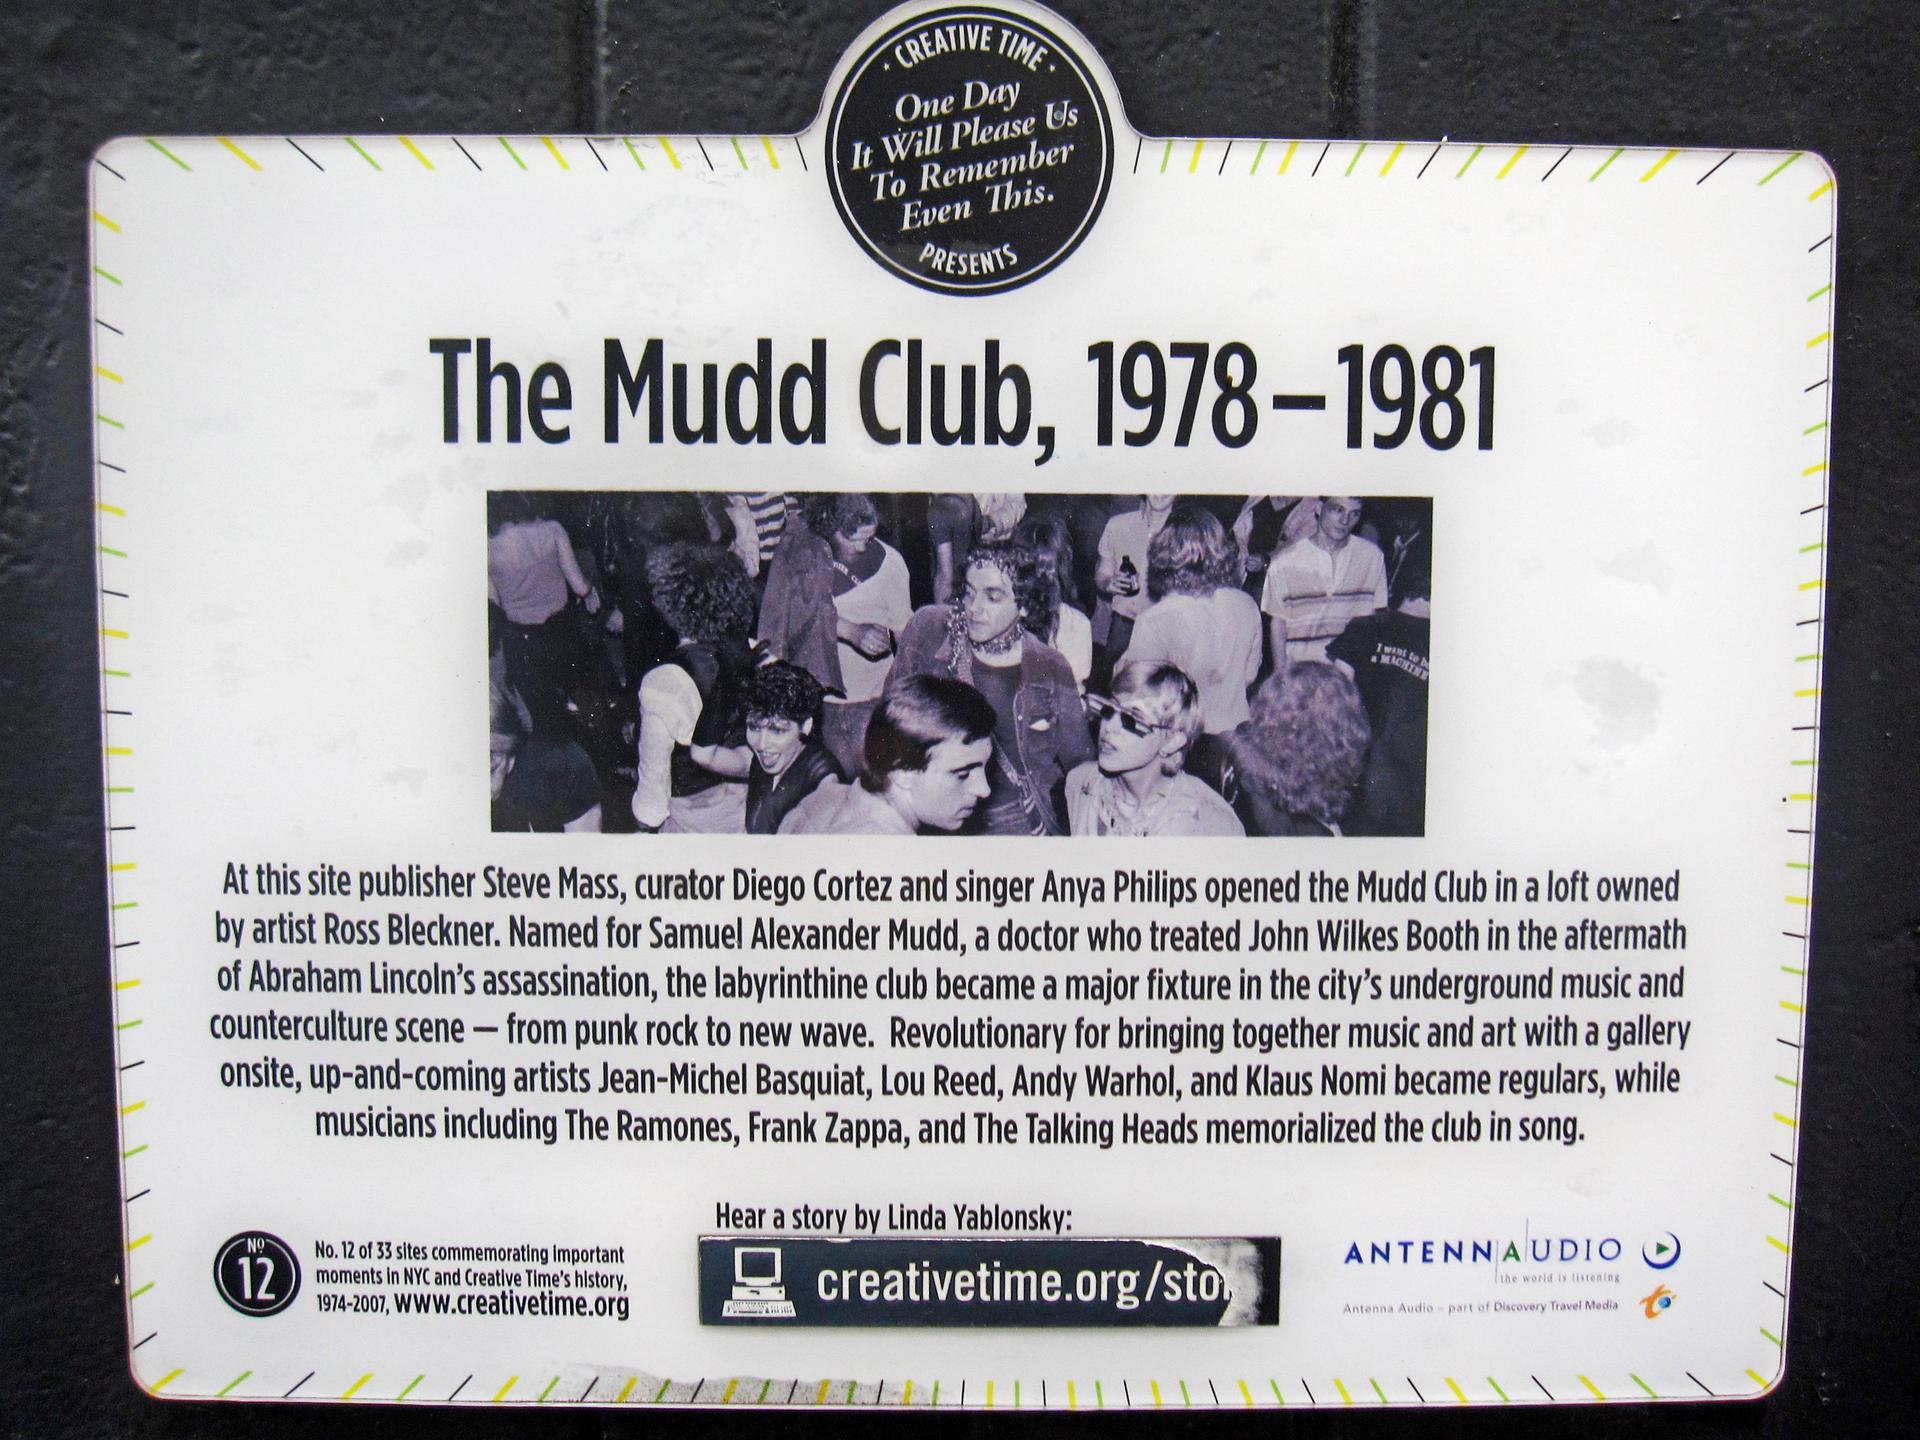 CREATIVE TIME
One Day
It Will Please Us
To Remember
Even This.
PRESENTS
The Mudd Club, 1978–1981
I want to be
a MACHINE
At this site publisher Steve Mass, curator Diego Cortez and singer Anya Philips opened the Mudd Club in a loft owned
by artist Ross Bleckner. Named for Samuel Alexander Mudd, a doctor who treated John Wilkes Booth in the aftermath
of Abraham Lincoln's assassination, the labyrinthine club became a major fixture in the city's underground music and
counterculture scene — from punk rock to new wave. Revolutionary for bringing together music and art with a gallery
onsite, up-and-coming artists Jean-Michel Basquiat, Lou Reed, Andy Warhol, and Klaus Nomi became regulars, while
musicians including The Ramones, Frank Zappa, and The Talking Heads memorialized the club in song.
No 12
No. 12 of 33 sites commemorating important
moments in NYC and Creative Time's history,
1974-2007, www.creativetime.org
Hear a story by Linda Yablonsky:
creativetime.org/sto
ANTENNAUDIO
the world is listening
Antenna Audio – part of Discovery Travel Media